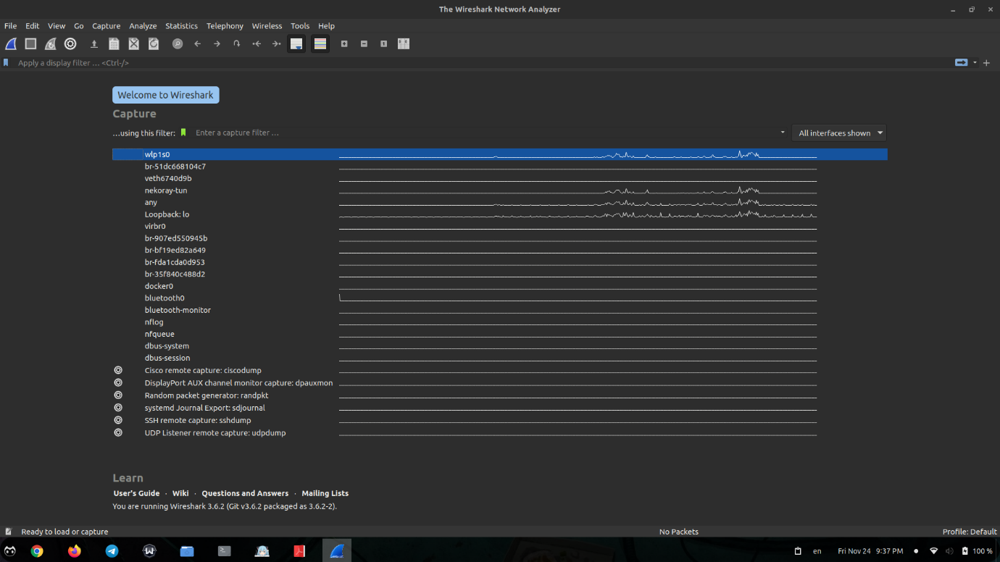 The Wireshark Network Analyzer
File Edit View Go Capture Analyze Statistics Telephony Wireless Tools Help
Apply a display filter … <Ctrl-/>
Welcome to Wireshark
Capture
…using this filter: Enter a capture filter … All interfaces shown
wlp1s0
br-51dc668104c7
veth6740d9b
nekoray-tun
any
Loopback: lo
virbr0
br-907ed550945b
br-bf19ed82a649
br-fda1cda0d953
br-35f840c488d2
docker0
bluetooth0
bluetooth-monitor
nflog
nfqueue
dbus-system
dbus-session
Cisco remote capture: ciscodump
DisplayPort AUX channel monitor capture: dpauxmon
Random packet generator: randpkt
systemd Journal Export: sdjournal
SSH remote capture: sshdump
UDP Listener remote capture: udpdump
Learn
User's Guide · Wiki · Questions and Answers · Mailing Lists
You are running Wireshark 3.6.2 (Git v3.6.2 packaged as 3.6.2-2).
Ready to load or capture No Packets Profile: Default
en Fri Nov 24 9:37 PM 100 %